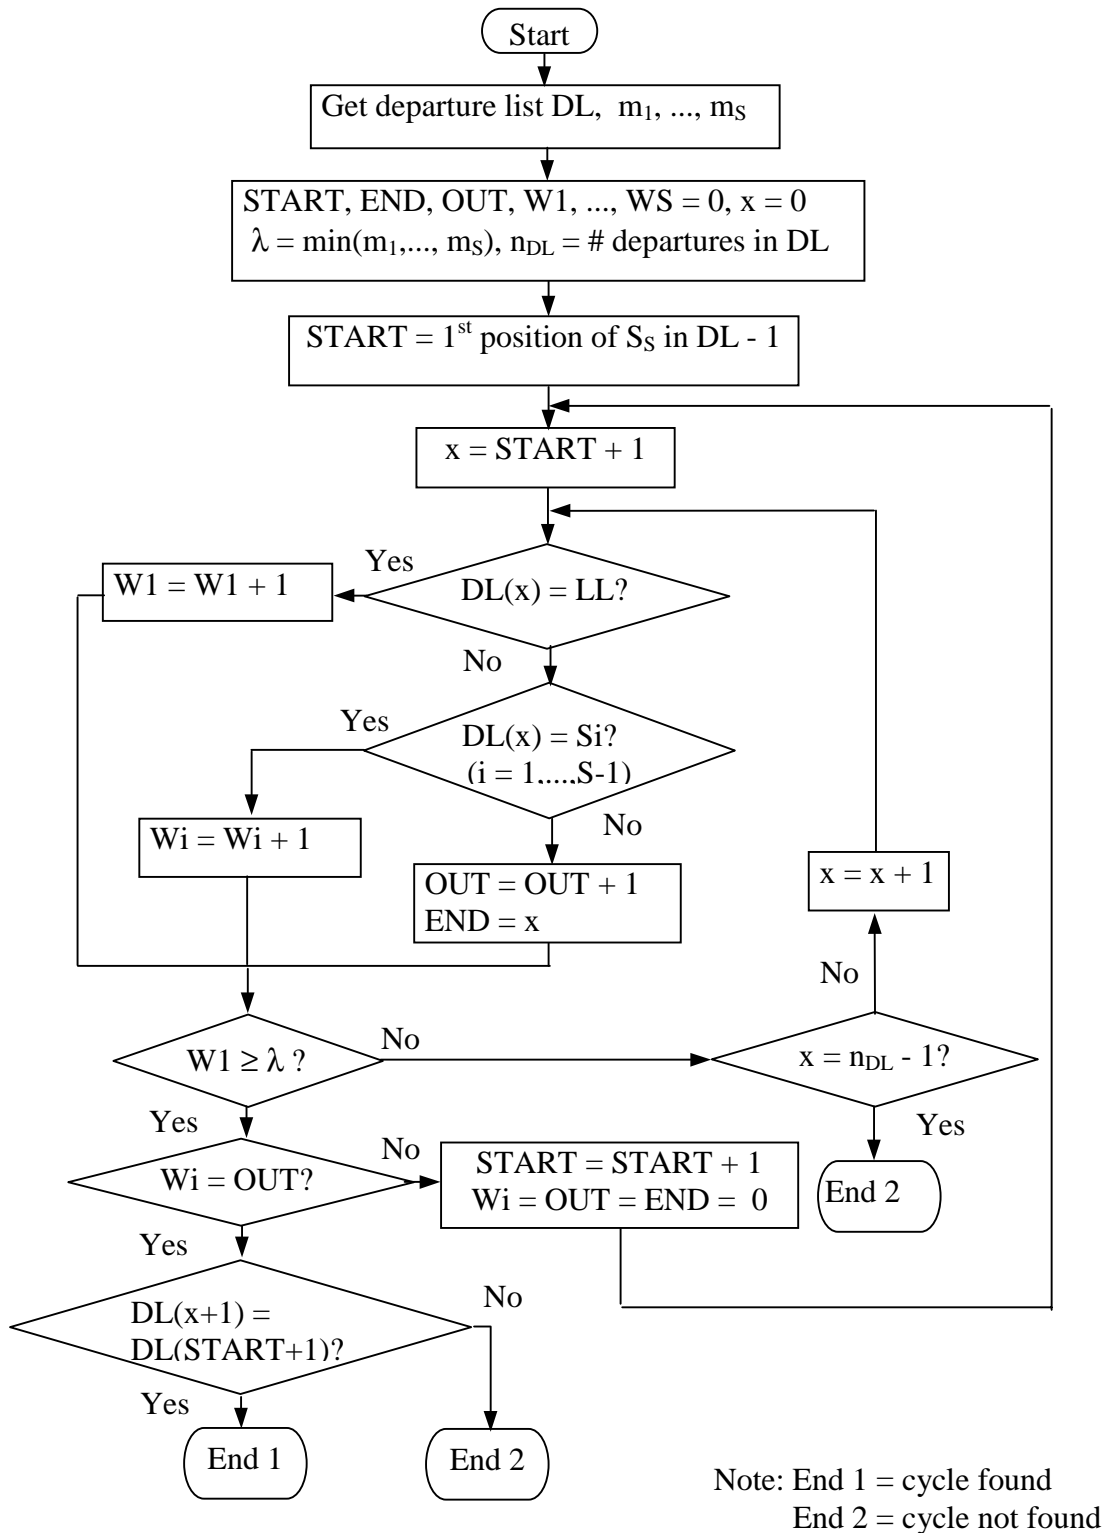 Start
Get departure list DL, m₁, ..., mS
START, END, OUT, W1, ..., WS = 0, x = 0
λ = min(m₁,..., mS), nDL = # departures in DL
START = 1ˢᵗ position of SS in DL - 1
x = START + 1
Yes
W1 = W1 + 1
DL(x) = LL?
No
Yes
DL(x) = Si?
(i = 1,...,S-1)
No
Wi = Wi + 1
OUT = OUT + 1
END = x
x = x + 1
No
W1 ≥ λ ?
No
x = nDL - 1?
Yes
Yes
No
Wi = OUT?
START = START + 1
Wi = OUT = END = 0
End 2
Yes
No
DL(x+1) =
DL(START+1)?
Yes
End 1
End 2
Note: End 1 = cycle found
End 2 = cycle not found